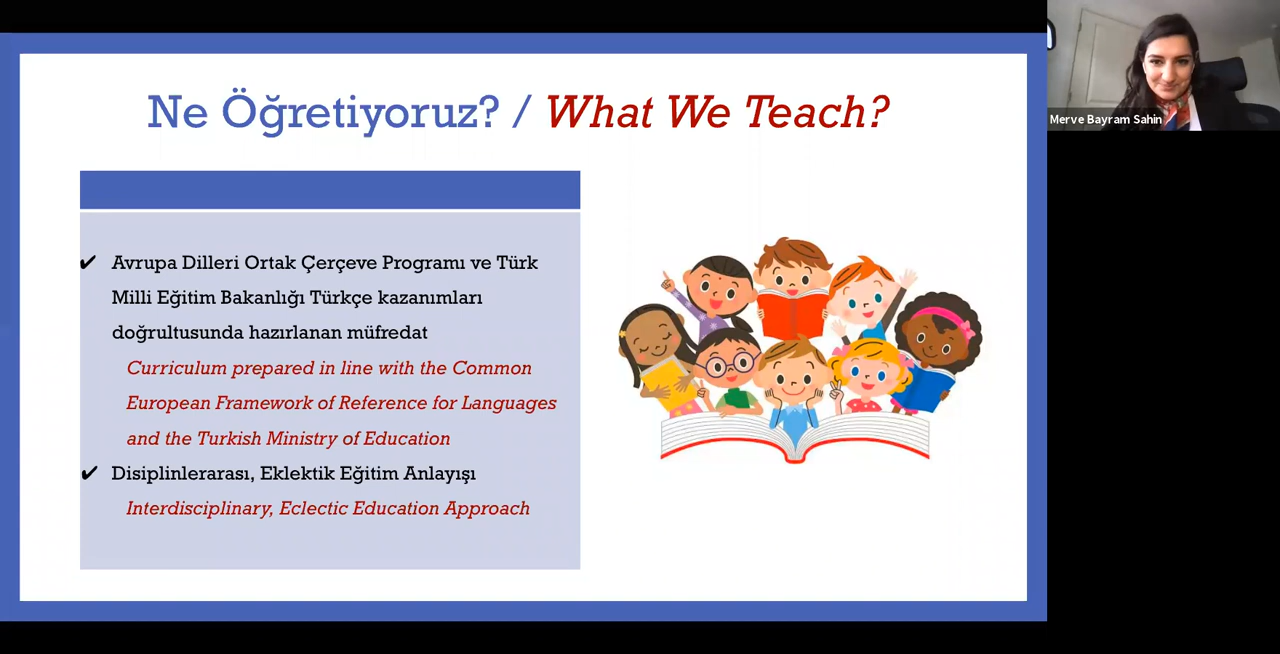 Ne Öğretiyoruz? / What We Teach?
✔ Avrupa Dilleri Ortak Çerçeve Programı ve Türk
Milli Eğitim Bakanlığı Türkçe kazanımları
doğrultusunda hazırlanan müfredat
Curriculum prepared in line with the Common
European Framework of Reference for Languages
and the Turkish Ministry of Education
✔ Disiplinlerarası, Eklektik Eğitim Anlayışı
Interdisciplinary, Eclectic Education Approach
Merve Bayram Sahin